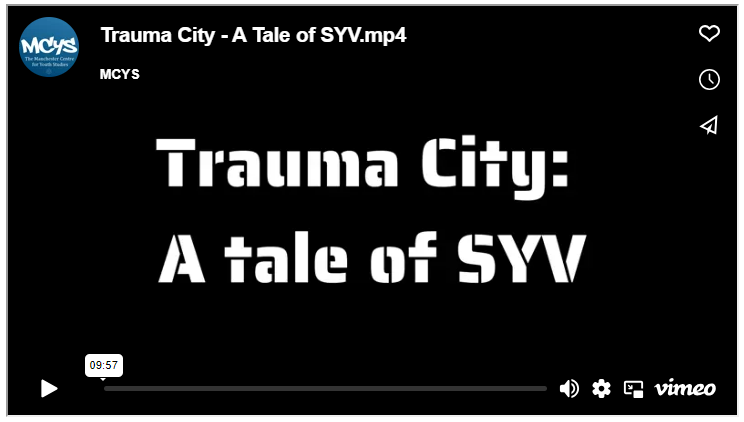 MCYS
The Manchester Centre
for Youth Studies
Trauma City - A Tale of SYV.mp4
MCYS
Trauma City:
A tale of SYV
09:57
vimeo